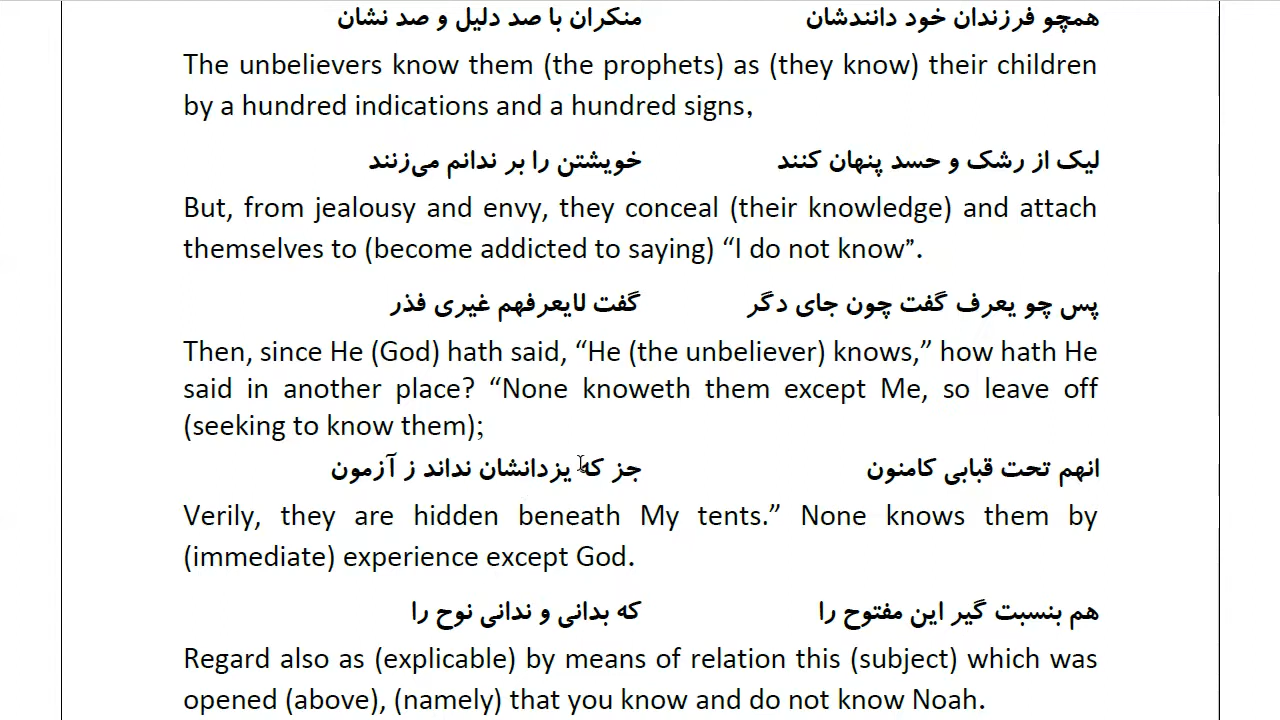 همچو فرزندان خود دانندشان منکران با صد دلیل و صد نشان
The unbelievers know them (the prophets) as (they know) their children
by a hundred indications and a hundred signs,
لیک از رشک و حسد پنهان کنند خویشتن را بر ندانم می‌زنند
But, from jealousy and envy, they conceal (their knowledge) and attach
themselves to (become addicted to saying) “I do not know”.
پس چو یعرف گفت چون جای دگر گفت لایعرفهم غیری فذر
Then, since He (God) hath said, “He (the unbeliever) knows,” how hath He
said in another place? “None knoweth them except Me, so leave off
(seeking to know them);
انهم تحت قبابی کامنون جز که یزدانشان نداند ز آزمون
Verily, they are hidden beneath My tents.” None knows them by
(immediate) experience except God.
هم بنسبت گیر این مفتوح را که بدانی و ندانی نوح را
Regard also as (explicable) by means of relation this (subject) which was
opened (above), (namely) that you know and do not know Noah.